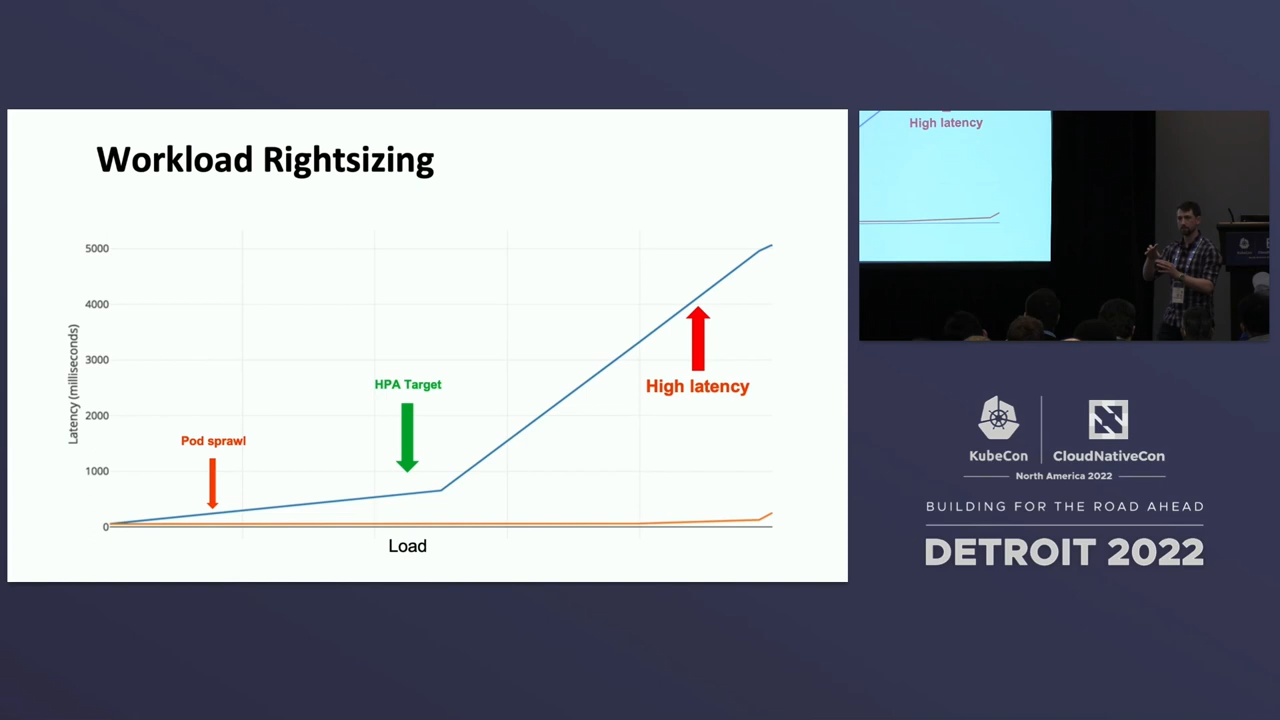 Workload Rightsizing
5000
4000
3000
2000
1000
0
Latency (milliseconds)
Pod sprawl
HPA Target
High latency
Load
High latency
KubeCon
CloudNativeCon
North America 2022
BUILDING FOR THE ROAD AHEAD
DETROIT 2022